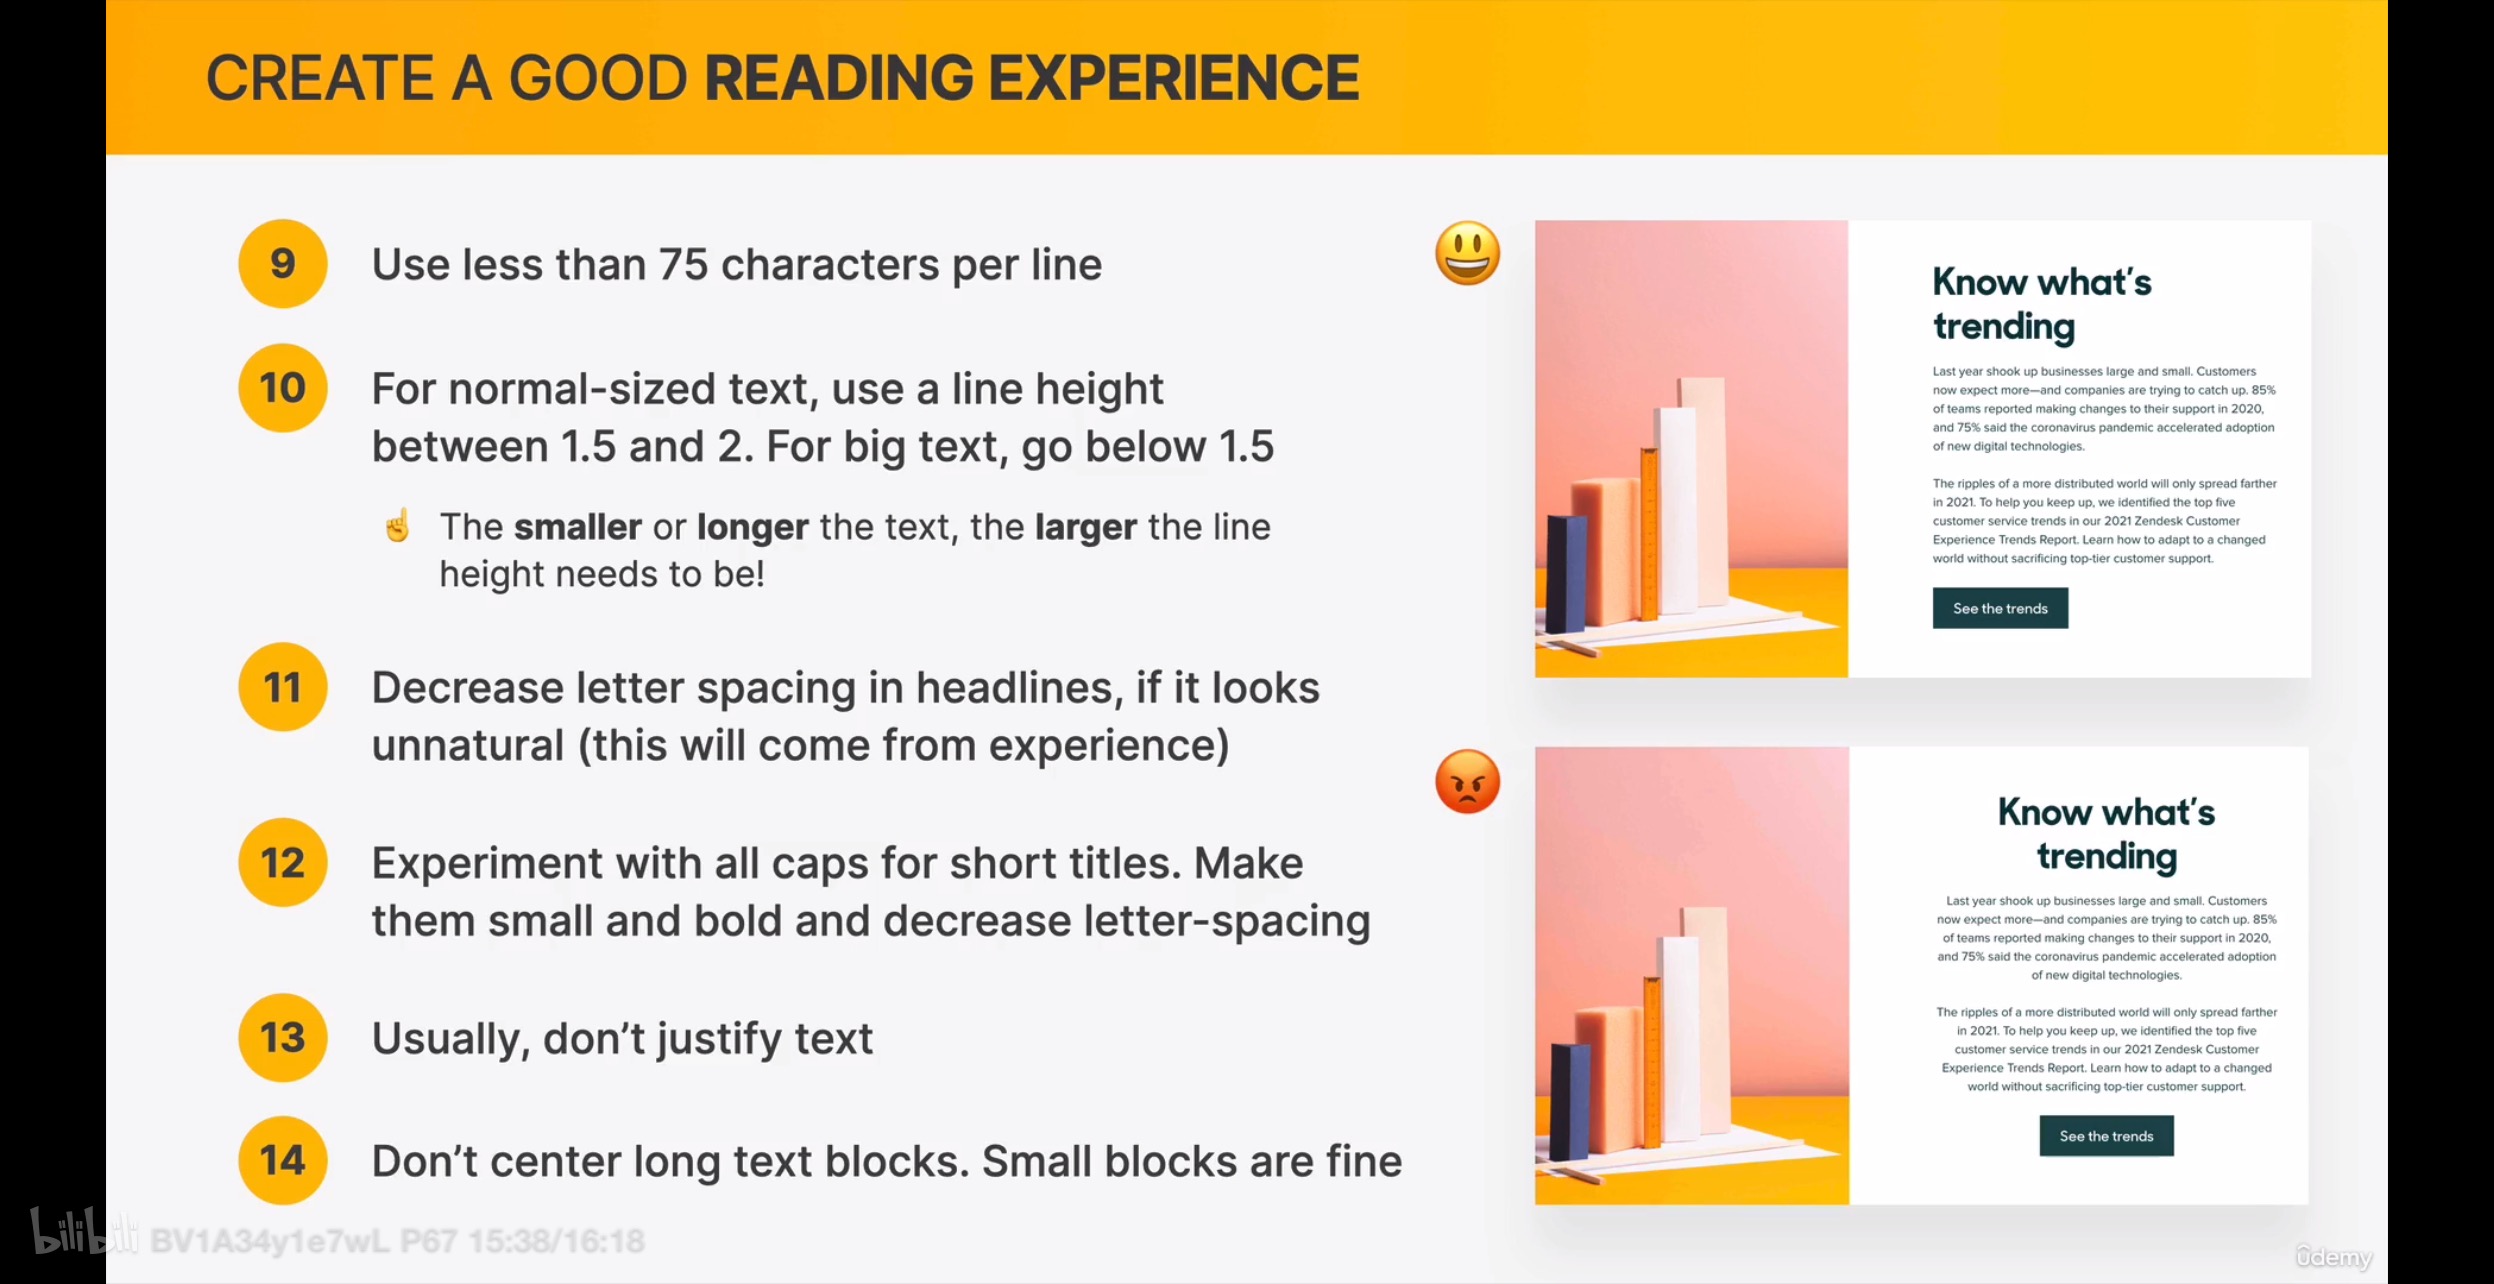 CREATE A GOOD READING EXPERIENCE
9
Use less than 75 characters per line
10
For normal-sized text, use a line height
between 1.5 and 2. For big text, go below 1.5
The smaller or longer the text, the larger the line
height needs to be!
11
Decrease letter spacing in headlines, if it looks
unnatural (this will come from experience)
12
Experiment with all caps for short titles. Make
them small and bold and decrease letter-spacing
13
Usually, don’t justify text
14
Don’t center long text blocks. Small blocks are fine
Know what’s
trending
Last year shook up businesses large and small. Customers
now expect more—and companies are trying to catch up. 85%
of teams reported making changes to their support in 2020,
and 75% said the coronavirus pandemic accelerated adoption
of new digital technologies.
The ripples of a more distributed world will only spread farther
in 2021. To help you keep up, we identified the top five
customer service trends in our 2021 Zendesk Customer
Experience Trends Report. Learn how to adapt to a changed
world without sacrificing top-tier customer support.
See the trends
Know what’s
trending
Last year shook up businesses large and small. Customers
now expect more—and companies are trying to catch up. 85%
of teams reported making changes to their support in 2020,
and 75% said the coronavirus pandemic accelerated adoption
of new digital technologies.
The ripples of a more distributed world will only spread farther
in 2021. To help you keep up, we identified the top five
customer service trends in our 2021 Zendesk Customer
Experience Trends Report. Learn how to adapt to a changed
world without sacrificing top-tier customer support.
See the trends
bilibili BV1A34y1e7wL P67 15:38/16:18
ûdemy